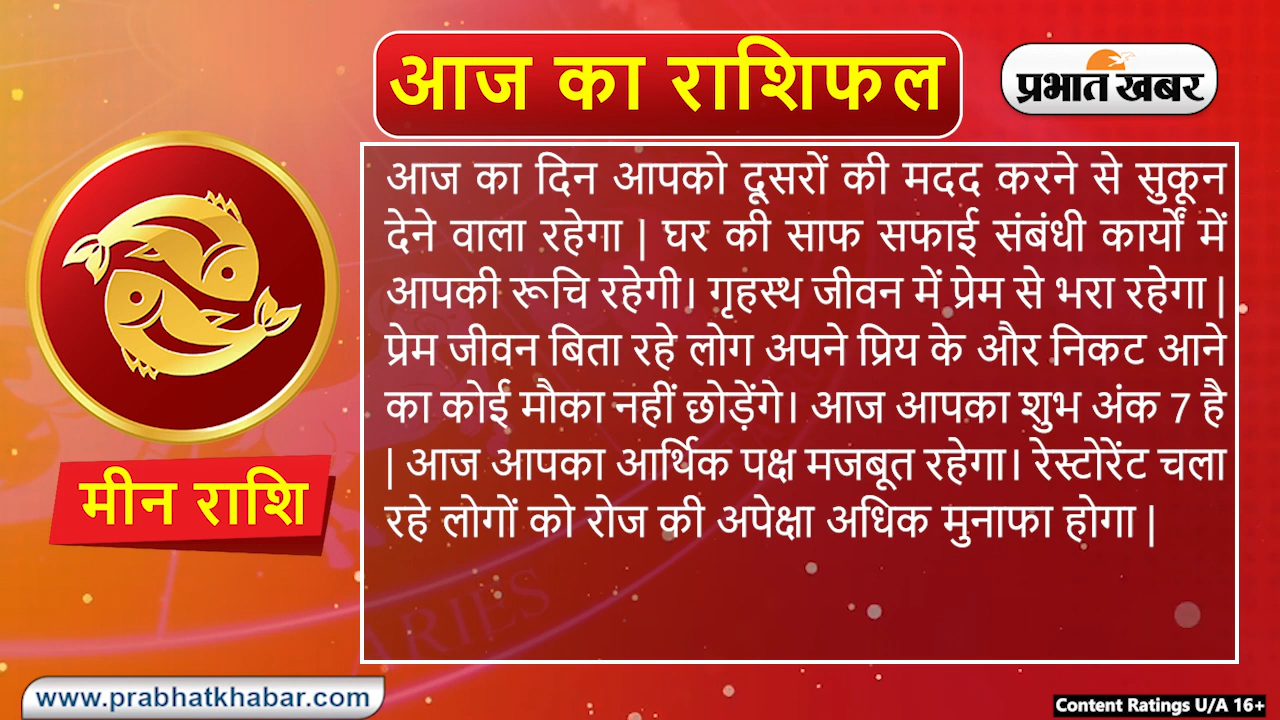 आज का राशिफल
प्रभात खबर
आज का दिन आपको दूसरों की मदद करने से सुकून
देने वाला रहेगा | घर की साफ सफाई संबंधी कार्यों में
आपकी रूचि रहेगी। गृहस्थ जीवन में प्रेम से भरा रहेगा |
प्रेम जीवन बिता रहे लोग अपने प्रिय के और निकट आने
का कोई मौका नहीं छोड़ेंगे। आज आपका शुभ अंक 7 है
| आज आपका आर्थिक पक्ष मजबूत रहेगा। रेस्टोरेंट चला
रहे लोगों को रोज की अपेक्षा अधिक मुनाफा होगा |
मीन राशि
ARIES
www.prabhatkhabar.com
Content Ratings U/A 16+